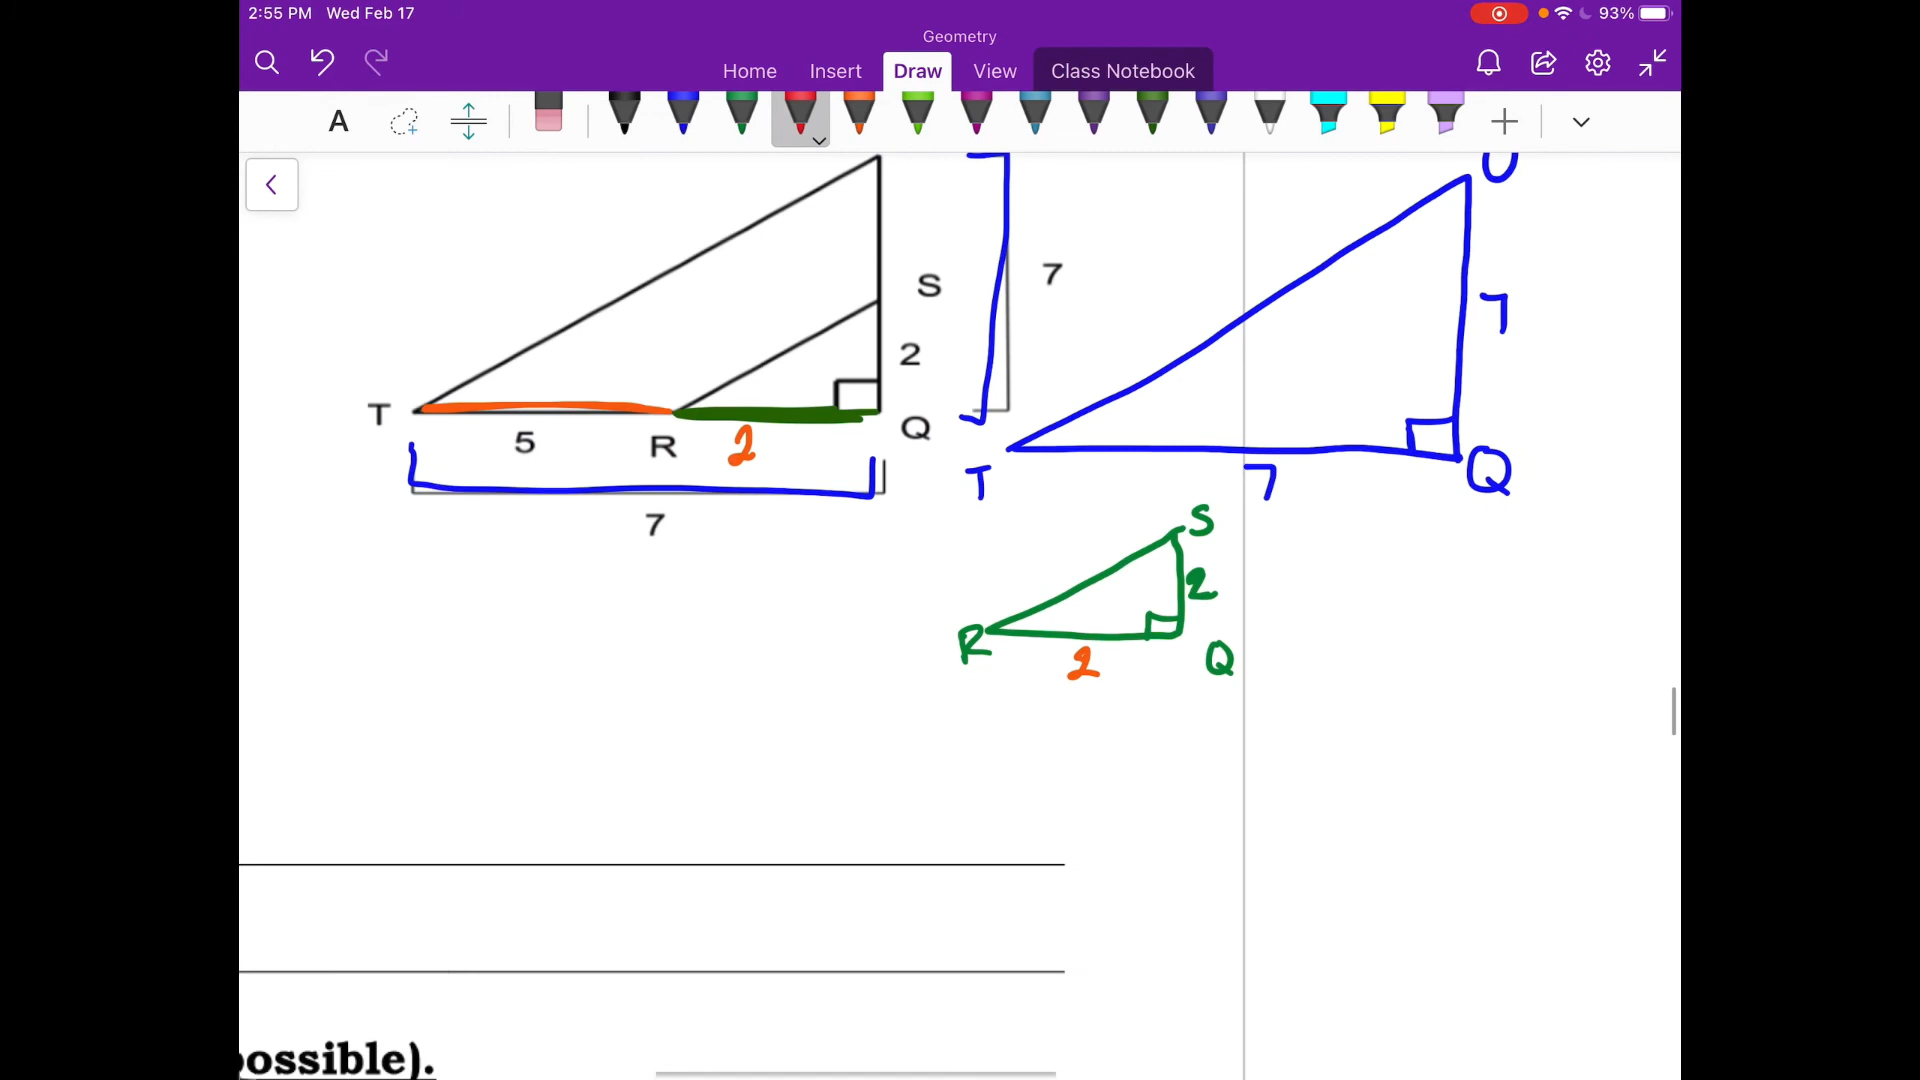 2:55 PM Wed Feb 17
93%
Geometry
Home Insert Draw View Class Notebook
A
U
S
7
7
2
T
5
R
2
Q
T
7
Q
7
S
2
R
2
Q
possible).